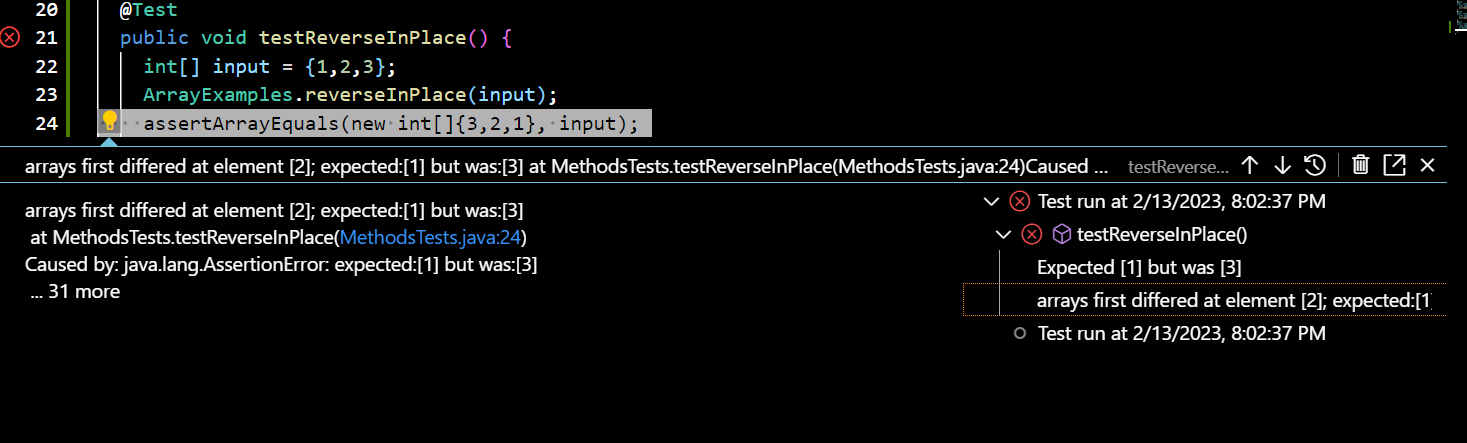 20 @Test
21 public void testReverseInPlace() {
22 int[] input = {1,2,3};
23 ArrayExamples.reverseInPlace(input);
24 assertArrayEquals(new int[]{3,2,1}, input);
arrays first differed at element [2]; expected:[1] but was:[3] at MethodsTests.testReverseInPlace(MethodsTests.java:24)Caused ... testReverse...
arrays first differed at element [2]; expected:[1] but was:[3]
at MethodsTests.testReverseInPlace(MethodsTests.java:24)
Caused by: java.lang.AssertionError: expected:[1] but was:[3]
... 31 more
Test run at 2/13/2023, 8:02:37 PM
testReverseInPlace()
Expected [1] but was [3]
arrays first differed at element [2]; expected:[1
Test run at 2/13/2023, 8:02:37 PM